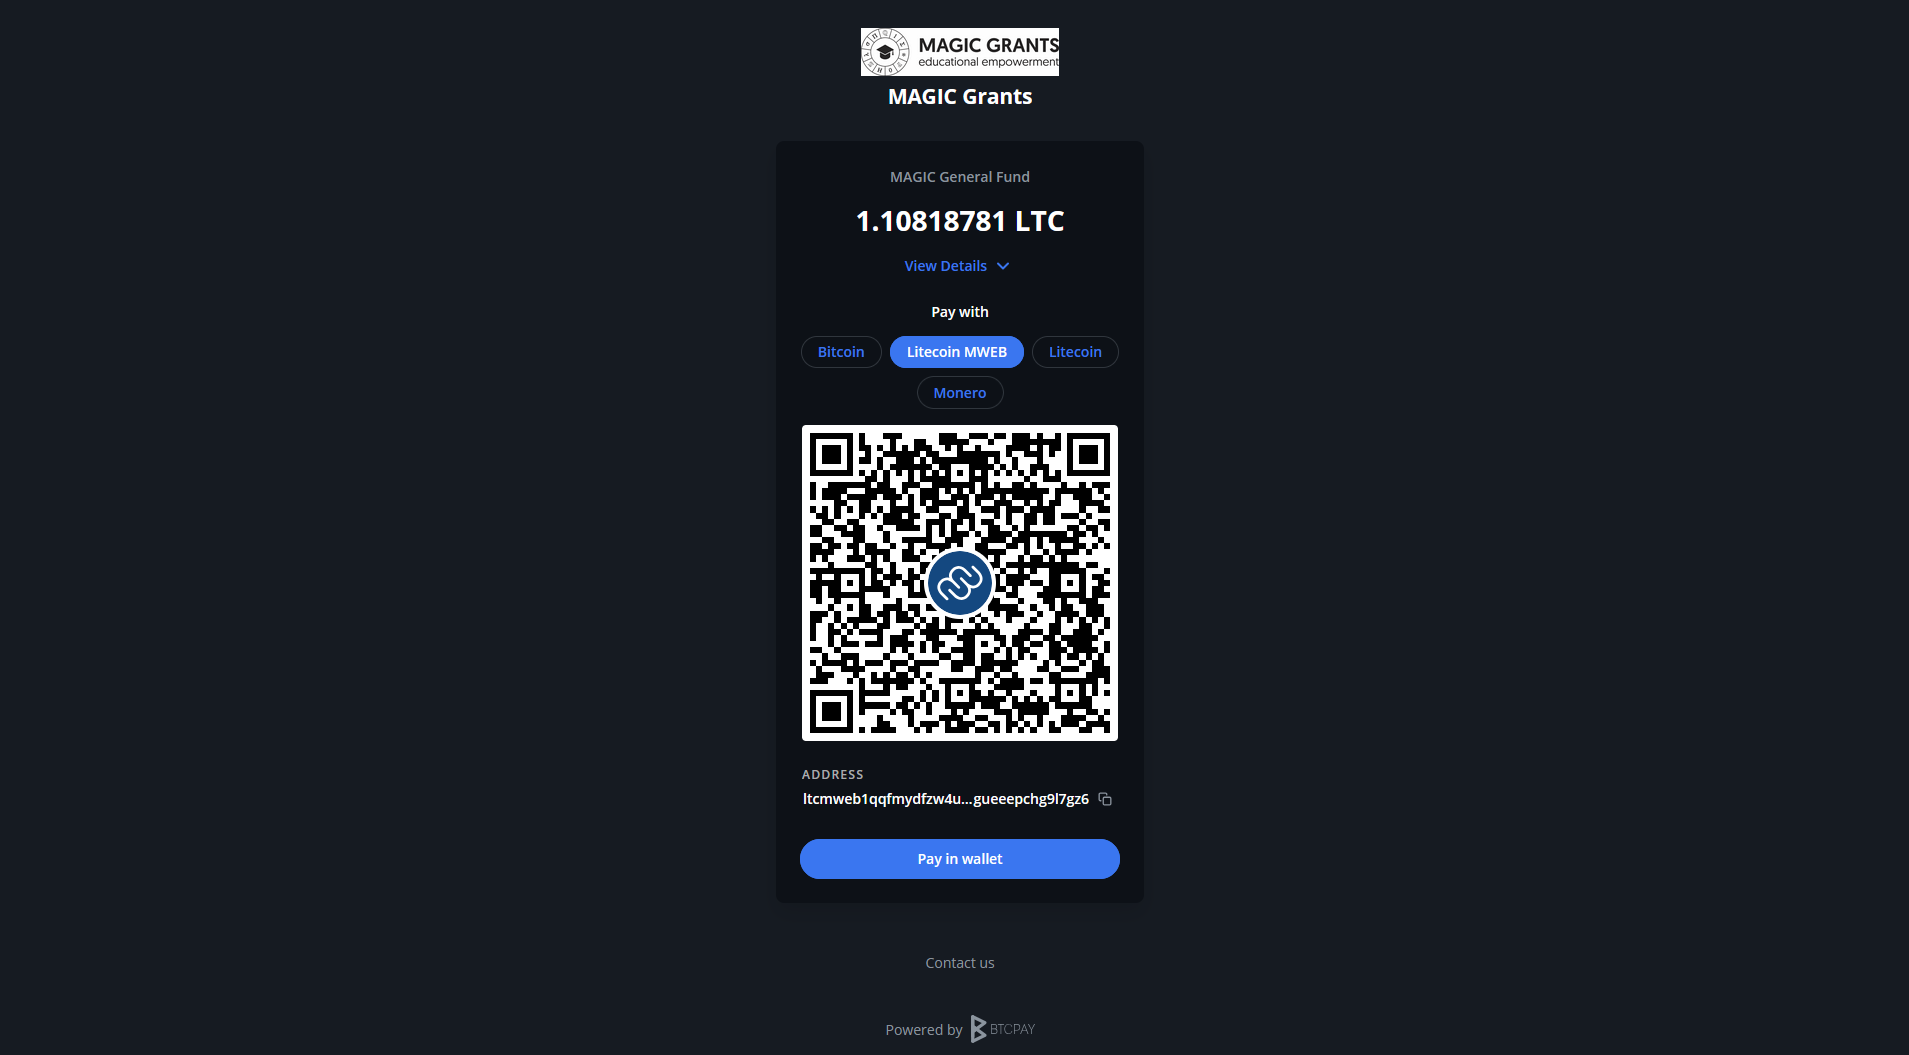 MAGIC GRANTS
educational empowerment
MAGIC Grants
MAGIC General Fund
1.10818781 LTC
View Details
Pay with
Bitcoin
Litecoin MWEB
Litecoin
Monero
ADDRESS
ltcmweb1qqfmydfzw4u...gueeepchg9l7gz6
Pay in wallet
Contact us
Powered by BTCPAY